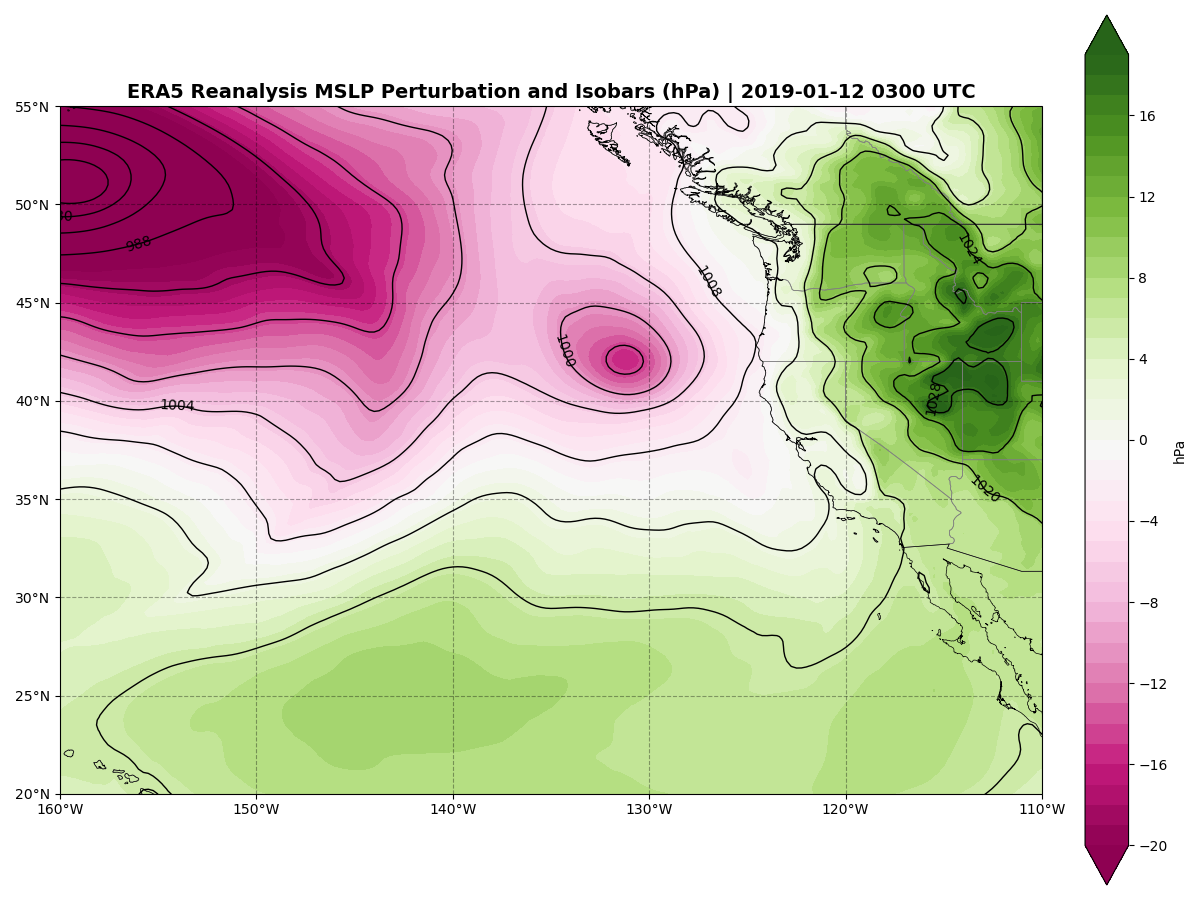 ERA5 Reanalysis MSLP Perturbation and Isobars (hPa) | 2019-01-12 0300 UTC
55°N
50°N
45°N
40°N
35°N
30°N
25°N
20°N
160°W
150°W
140°W
130°W
120°W
110°W
988
1004
1000
1008
1024
1028
1020
16
12
8
4
0
−4
−8
−12
−16
−20
hPa